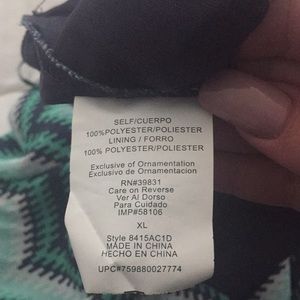 SELF/CUERPO
100%POLYESTER/POLIESTER
LINING / FORRO
100% POLYESTER/POLIESTER
Exclusive of Ornamentation
Exclusivo de Ornamentacion
RN#39831
Care on Reverse
Ver Al Dorso
Para Cuidado
IMP#58106
XL
Style 8415AC1D
MADE IN CHINA
HECHO EN CHINA
UPC#759880027774